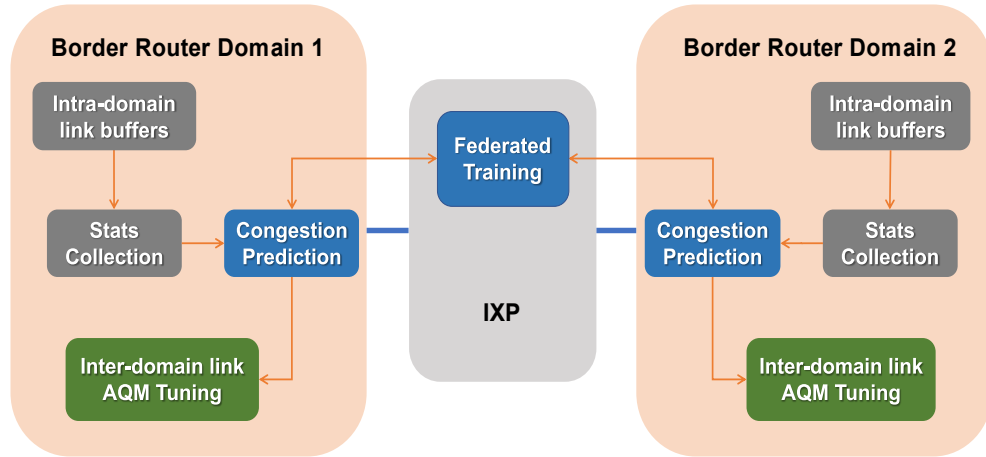 Border Router Domain 1
Intra-domain
link buffers
Stats
Collection
Congestion
Prediction
Inter-domain link
AQM Tuning
Federated
Training
IXP
Border Router Domain 2
Intra-domain
link buffers
Congestion
Prediction
Stats
Collection
Inter-domain link
AQM Tuning